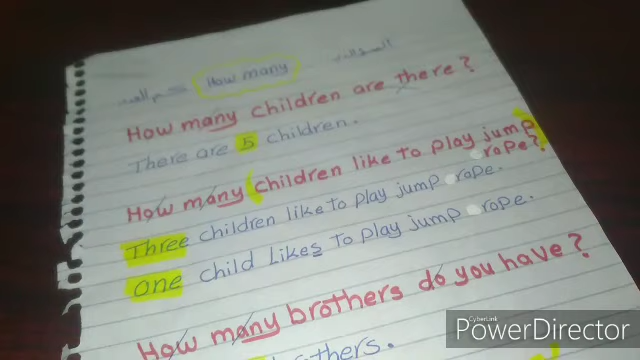 How many
How many children are there?
There are 5 children.
How many children like to play jump
rope?
Three children like to play jump rope.
one child Likes to play jump rope.
How many brothers do you have?
brothers.
CyberLink
PowerDirector